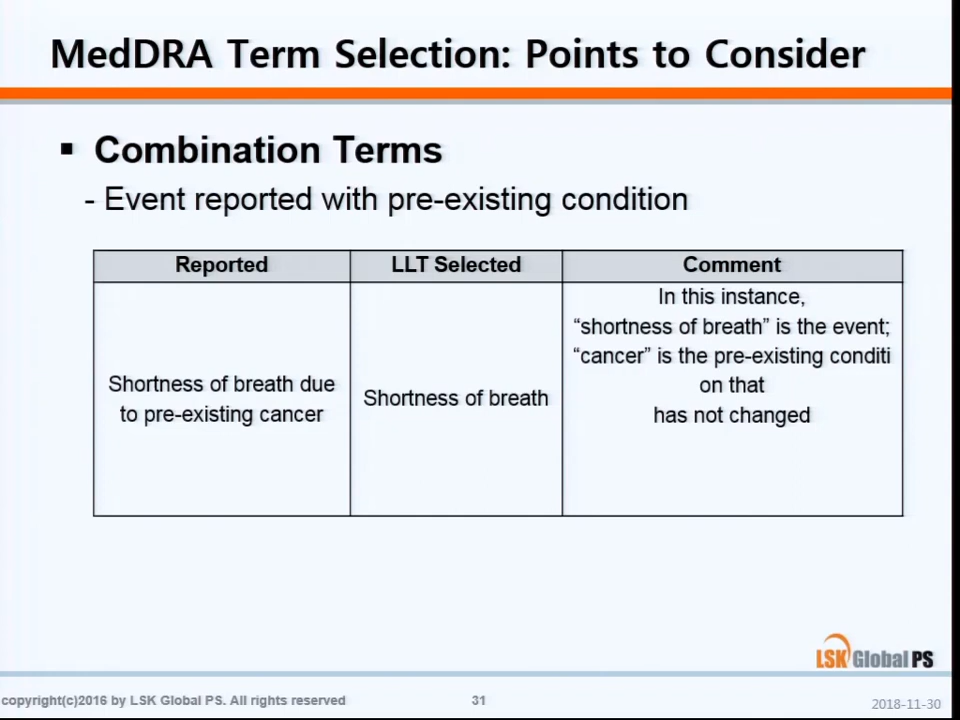 MedDRA Term Selection: Points to Consider
▪ Combination Terms
- Event reported with pre-existing condition
Reported
LLT Selected
Comment
Shortness of breath due
to pre-existing cancer
Shortness of breath
In this instance,
“shortness of breath” is the event;
“cancer” is the pre-existing conditi
on that
has not changed
LSK Global PS
copyright(c)2016 by LSK Global PS. All rights reserved
31
2018-11-30